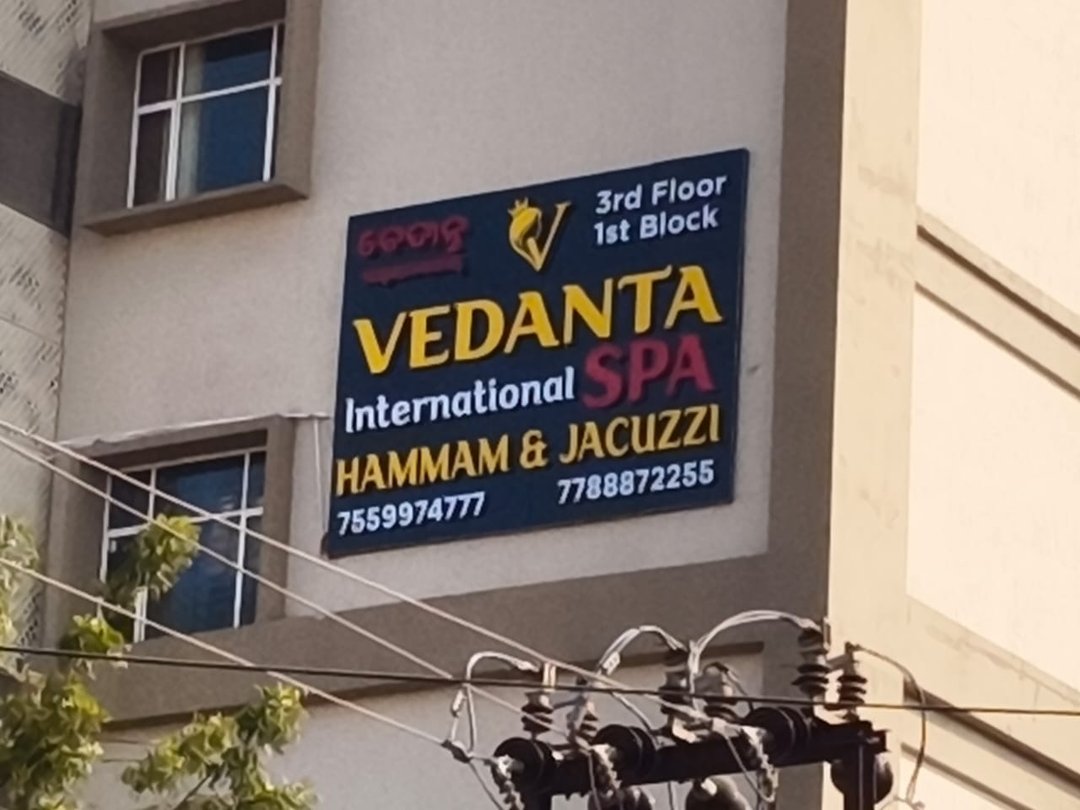 ବେଦାନ୍ତ
3rd Floor
1st Block
VEDANTA
International SPA
HAMMAM & JACUZZI
7559974777 7788872255